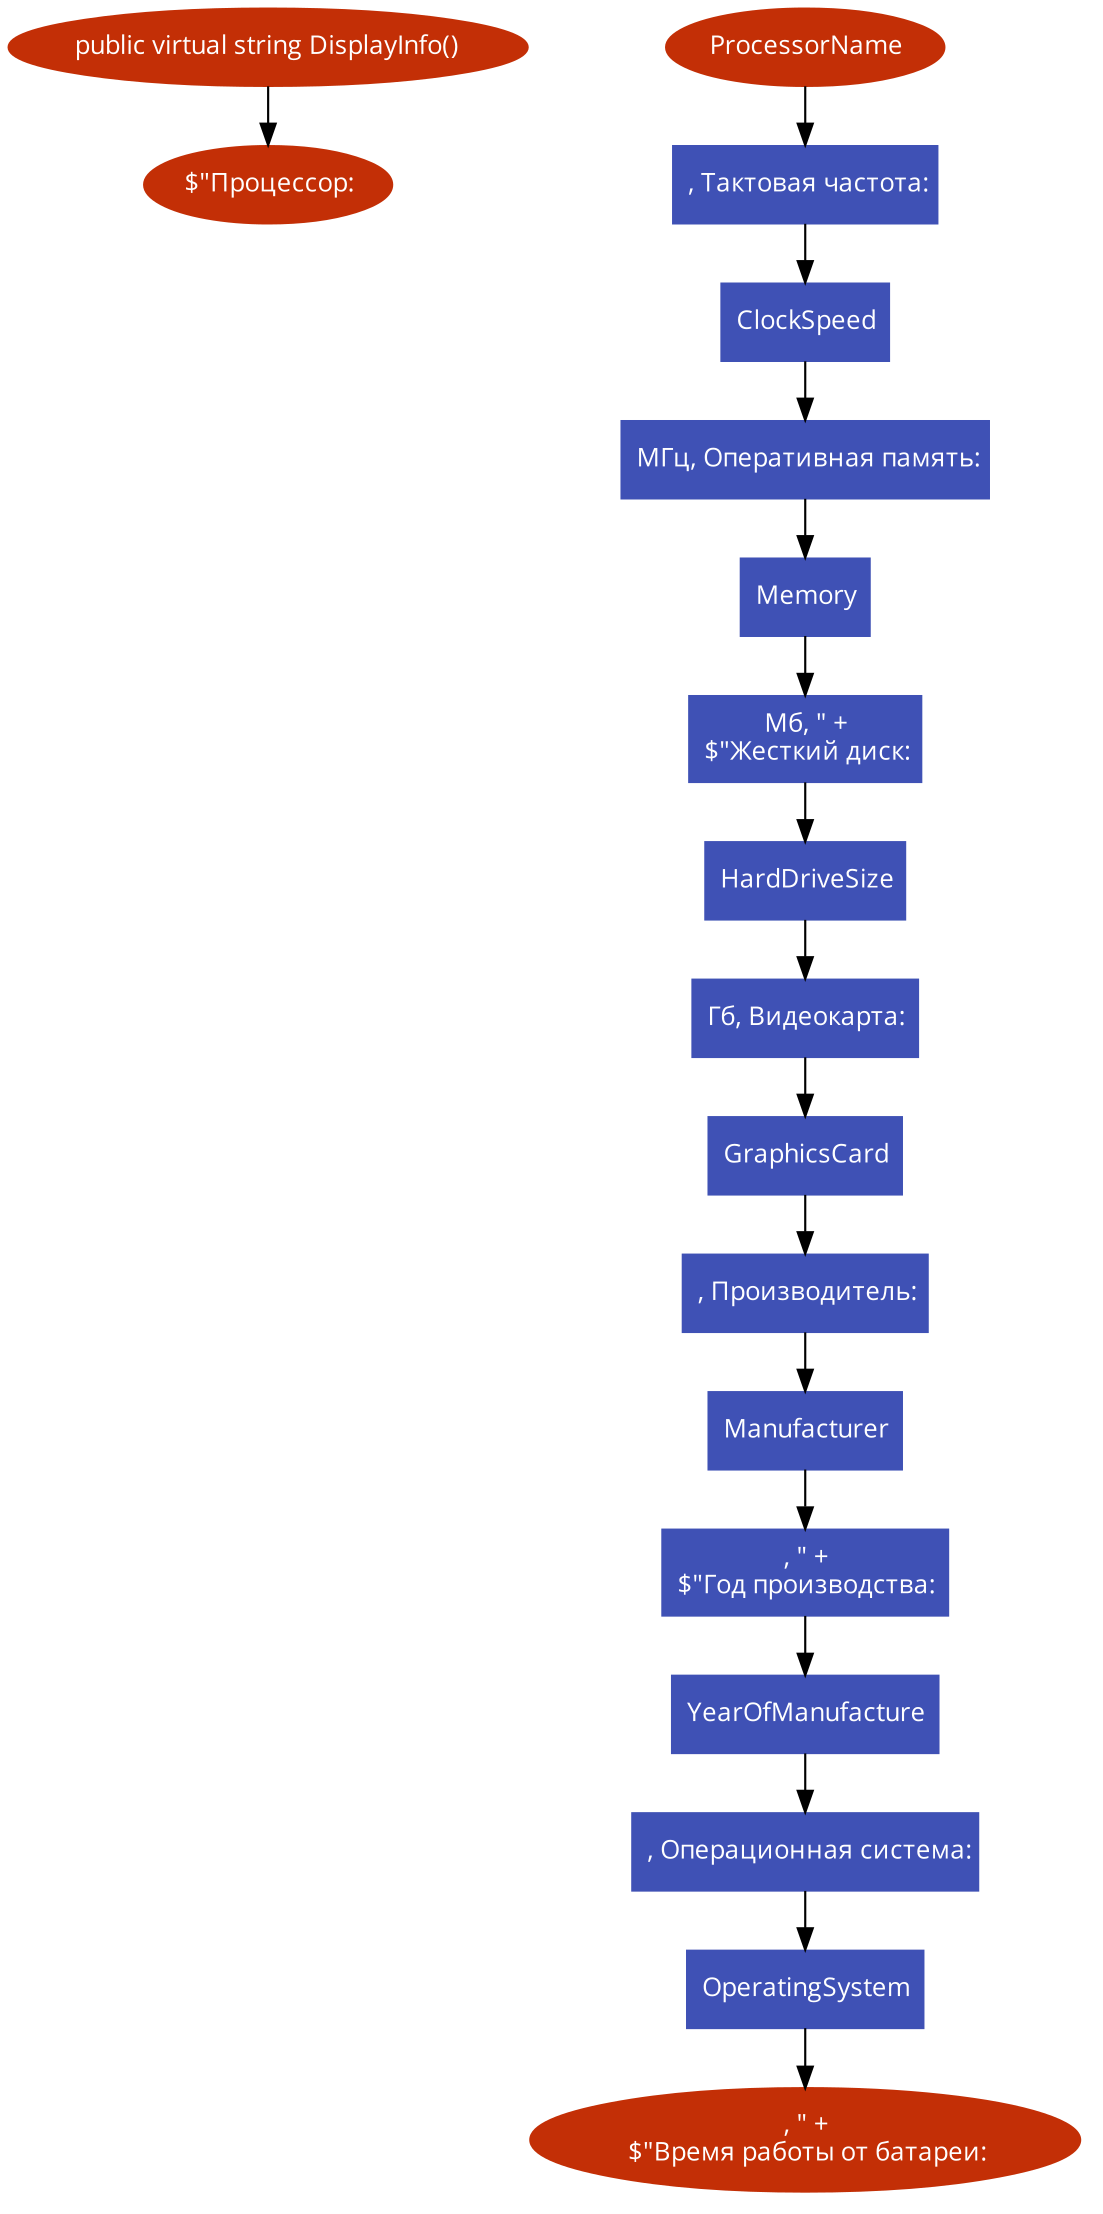 public virtual string DisplayInfo()
$"Процессор:
ProcessorName
, Тактовая частота:
ClockSpeed
МГц, Оперативная память:
Memory
Мб, " +
$"Жесткий диск:
HardDriveSize
Гб, Видеокарта:
GraphicsCard
, Производитель:
Manufacturer
, " +
$"Год производства:
YearOfManufacture
, Операционная система:
OperatingSystem
, " +
$"Время работы от батареи: